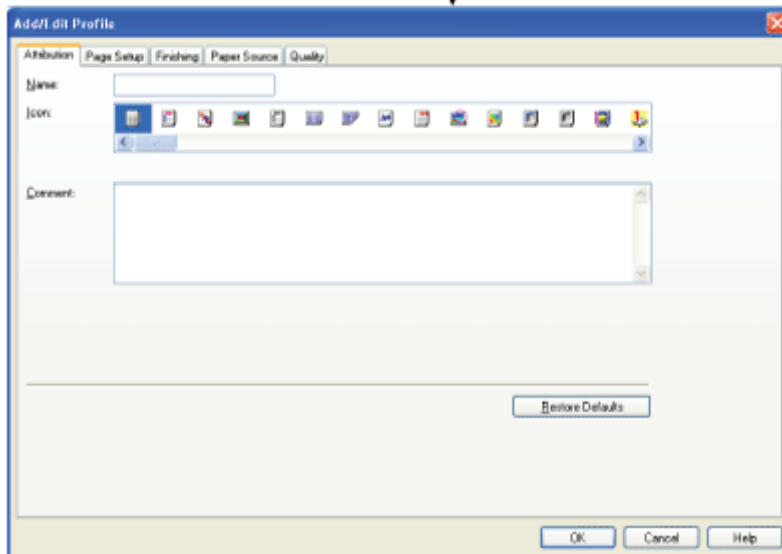 Add/Edit Profile
Attribution Page Setup Finishing Paper Source Quality
Name:
Icon:
Comment:
Restore Defaults
OK Cancel Help